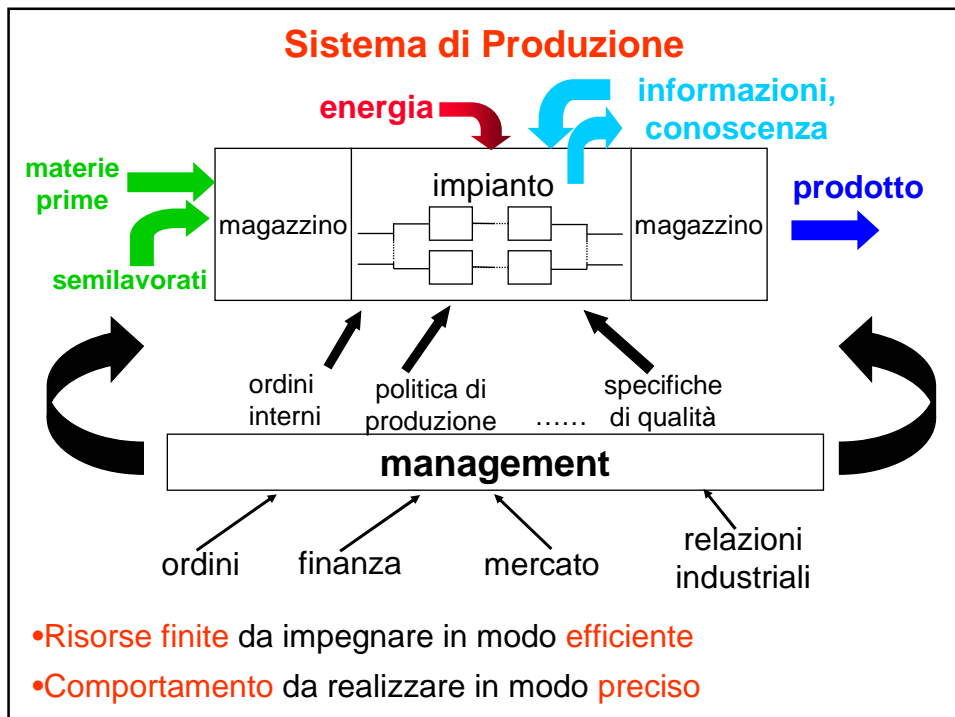 Sistema di Produzione
energia
informazioni,
conoscenza
materie
prime
semilavorati
magazzino
impianto
magazzino
prodotto
ordini
interni
politica di
produzione
……
specifiche
di qualità
management
ordini
finanza
mercato
relazioni
industriali
•Risorse finite da impegnare in modo efficiente
•Comportamento da realizzare in modo preciso